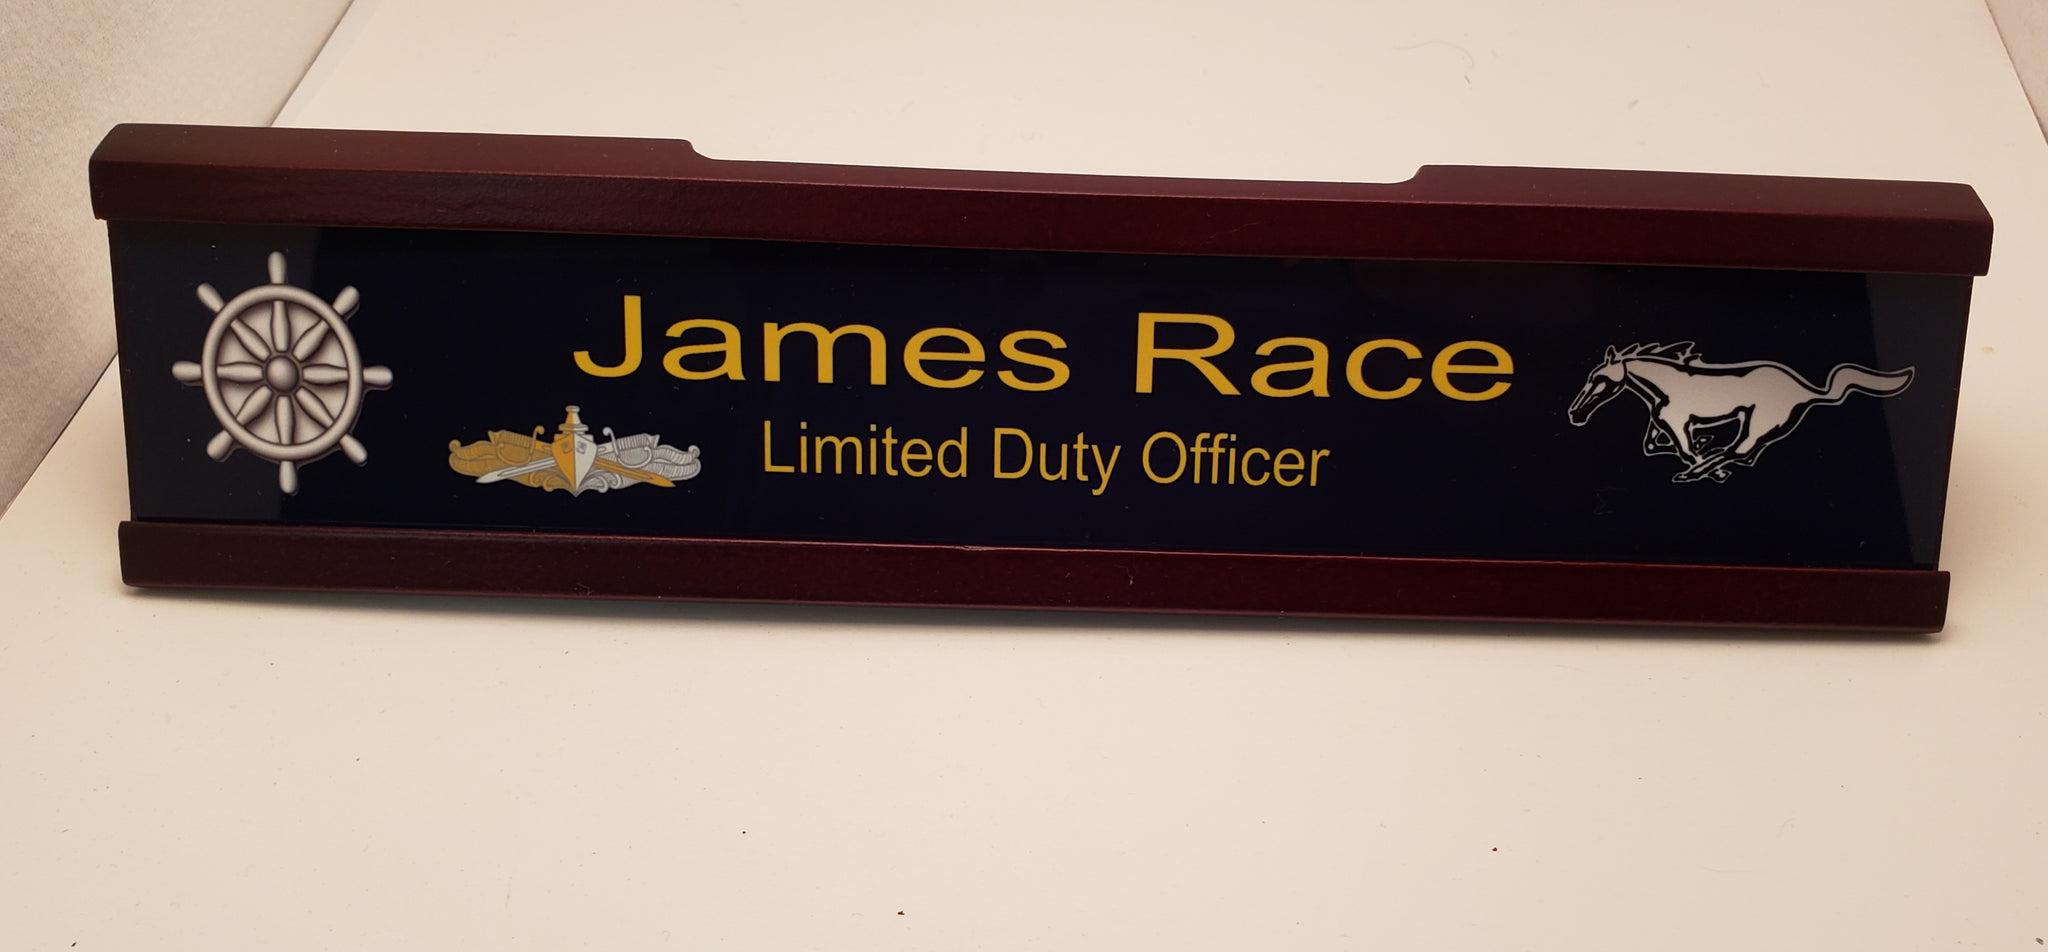 James Race
Limited Duty Officer